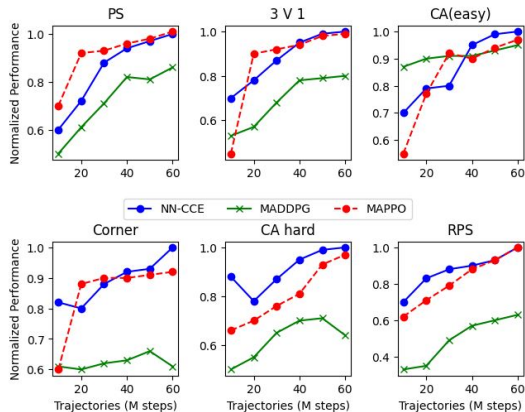 PS
3 V 1
CA(easy)
Normalized Performance
1.0
0.8
0.6
20
40
60
1.0
0.8
0.6
20
40
60
1.0
0.9
0.8
0.7
0.6
20
40
60
NN-CCE
MADDPG
MAPPO
Corner
CA hard
RPS
Normalized Performance
1.0
0.9
0.8
0.7
0.6
20
40
60
Trajectories (M steps)
1.0
0.8
0.6
20
40
60
Trajectories (M steps)
1.0
0.8
0.6
0.4
20
40
60
Trajectories (M steps)